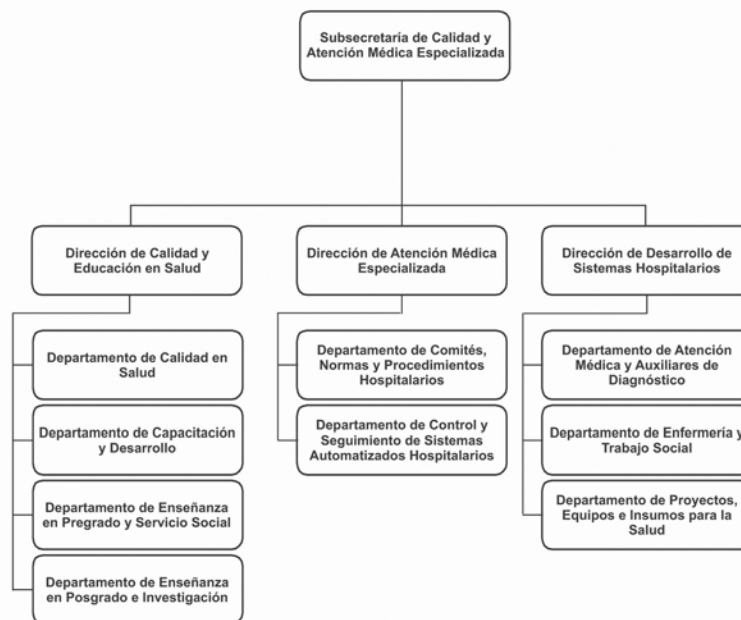 Subsecretaría de Calidad y
Atención Médica Especializada
Dirección de Calidad y
Educación en Salud
Dirección de Atención Médica
Especializada
Dirección de Desarrollo de
Sistemas Hospitalarios
Departamento de Calidad en
Salud
Departamento de Capacitación
y Desarrollo
Departamento de Enseñanza
en Pregrado y Servicio Social
Departamento de Enseñanza
en Posgrado e Investigación
Departamento de Comités,
Normas y Procedimientos
Hospitalarios
Departamento de Control y
Seguimiento de Sistemas
Automatizados Hospitalarios
Departamento de Atención
Médica y Auxiliares de
Diagnóstico
Departamento de Enfermería y
Trabajo Social
Departamento de Proyectos,
Equipos e Insumos para la
Salud